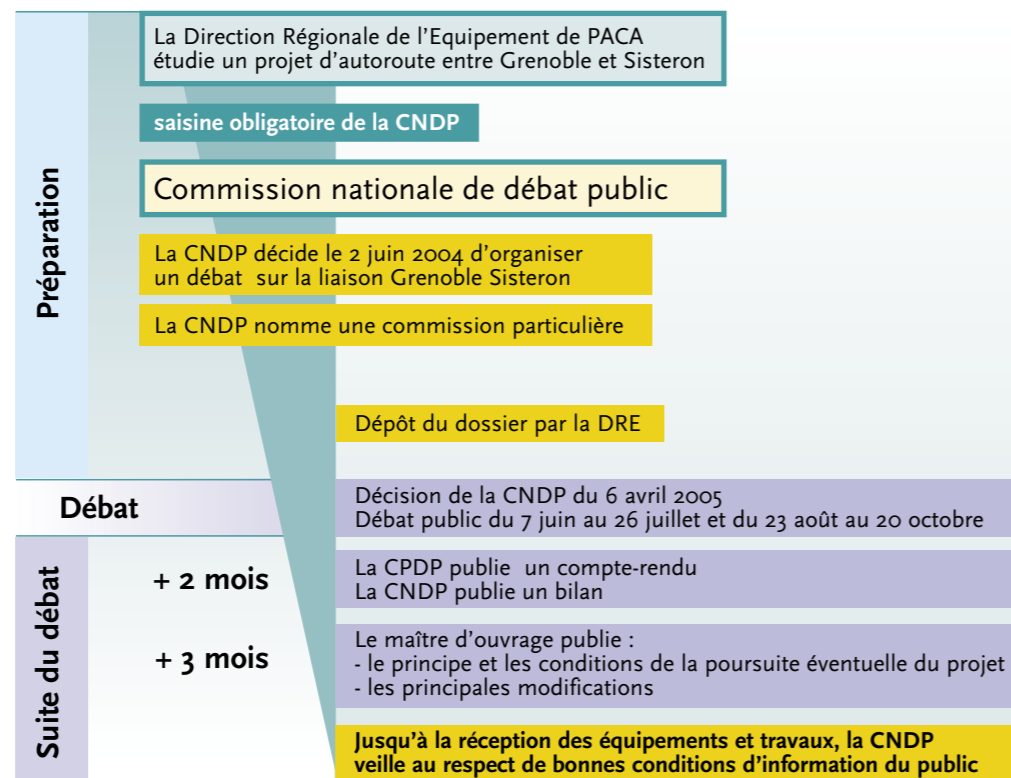 La Direction Régionale de l'Equipement de PACA
étudie un projet d'autoroute entre Grenoble et Sisteron
saisine obligatoire de la CNDP
Préparation
Commission nationale de débat public
La CNDP décide le 2 juin 2004 d'organiser
un débat sur la liaison Grenoble Sisteron
La CNDP nomme une commission particulière
Dépôt du dossier par la DRE
Débat
Décision de la CNDP du 6 avril 2005
Débat public du 7 juin au 26 juillet et du 23 août au 20 octobre
Suite du débat
+ 2 mois
La CPDP publie un compte-rendu
La CNDP publie un bilan
+ 3 mois
Le maître d'ouvrage publie :
- le principe et les conditions de la poursuite éventuelle du projet
- les principales modifications
Jusqu'à la réception des équipements et travaux, la CNDP
veille au respect de bonnes conditions d'information du public